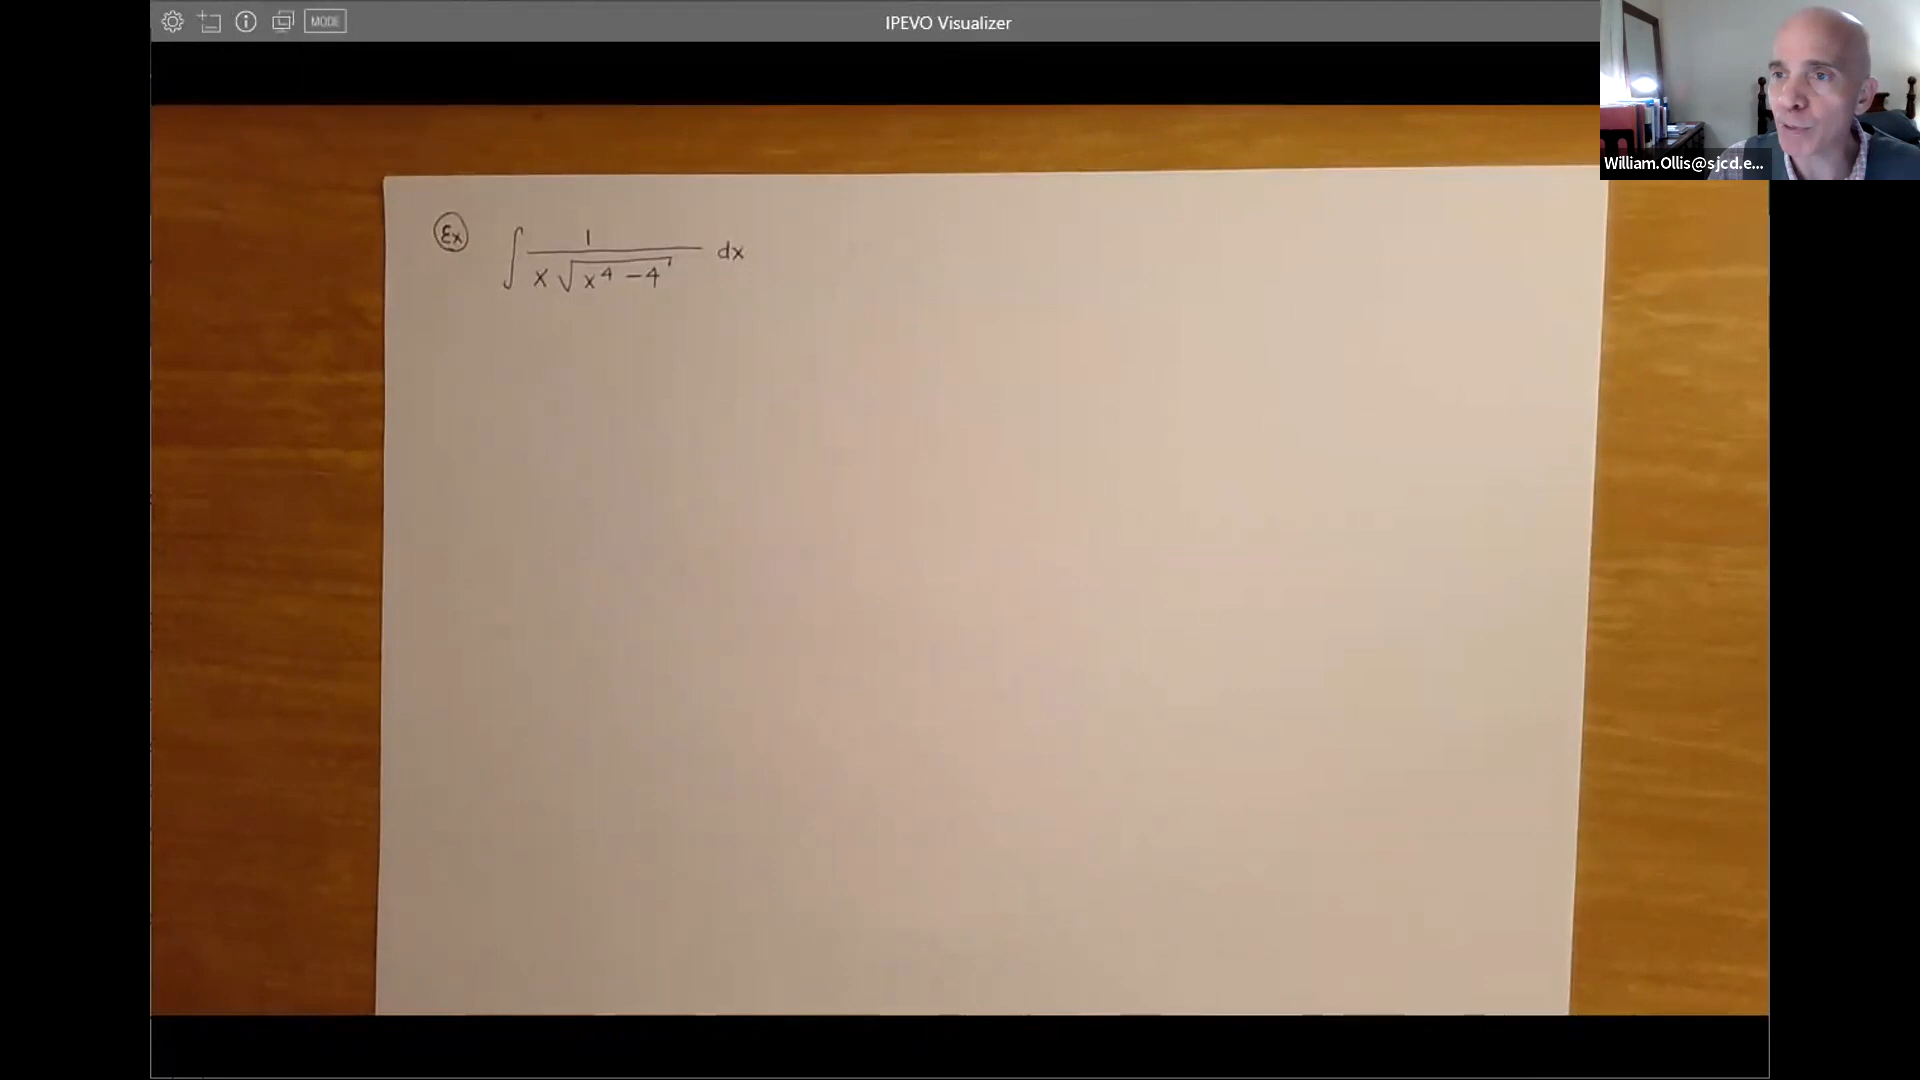 MODE
IPEVO Visualizer
William.Ollis@sjcd.e...
Ex ∫ 1 / (x √(x⁴ − 4)) dx